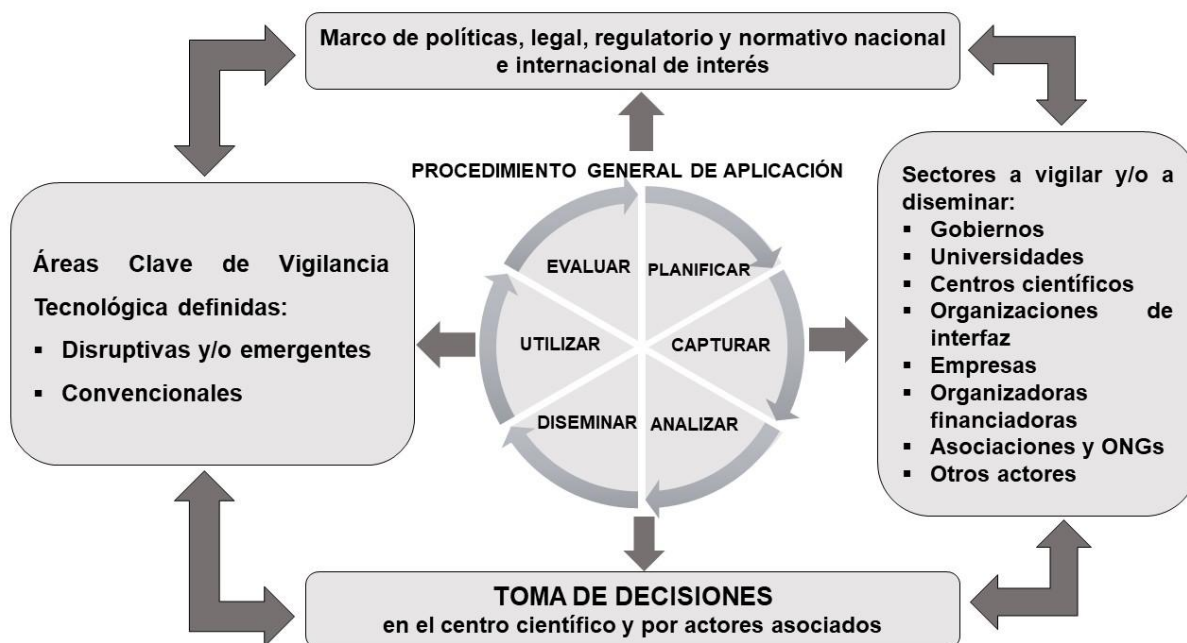 Marco de políticas, legal, regulatorio y normativo nacional
e internacional de interés
PROCEDIMIENTO GENERAL DE APLICACIÓN
EVALUAR
PLANIFICAR
UTILIZAR
CAPTURAR
DISEMINAR
ANALIZAR
Áreas Clave de Vigilancia
Tecnológica definidas:
▪ Disruptivas y/o emergentes
▪ Convencionales
Sectores a vigilar y/o a
diseminar:
▪ Gobiernos
▪ Universidades
▪ Centros científicos
▪ Organizaciones de
interfaz
▪ Empresas
▪ Organizadoras
financiadoras
▪ Asociaciones y ONGs
▪ Otros actores
TOMA DE DECISIONES
en el centro científico y por actores asociados